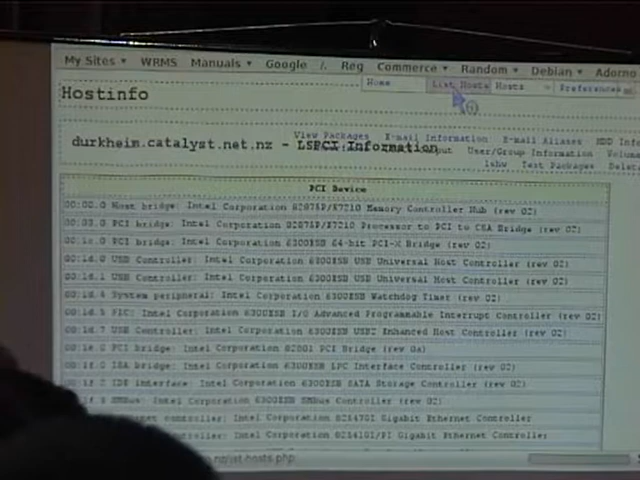 My Sites WRMS Manuals Google /. Reg Commerce Random Debian Adorno
Home List Hosts Hosts Preferences
Hostinfo
View Packages E-mail Information E-mail Aliases HDD Info
durkheim.catalyst.net.nz - LSPCI Information
User/Group Information
lshw Test Packages
PCI Device
00:00.0 Host bridge: Intel Corporation 82875P/E7210 Memory Controller Hub (rev 02)
00:03.0 PCI bridge: Intel Corporation 82875P/E7210 Processor to PCI to CSA Bridge (rev 02)
00:1c.0 PCI bridge: Intel Corporation 6300ESB 64-bit PCI-X Bridge (rev 02)
00:1d.0 USB Controller: Intel Corporation 6300ESB USB Universal Host Controller (rev 02)
00:1d.1 USB Controller: Intel Corporation 6300ESB USB Universal Host Controller (rev 02)
00:1d.4 System peripheral: Intel Corporation 6300ESB Watchdog Timer (rev 02)
00:1d.5 PIC: Intel Corporation 6300ESB I/O Advanced Programmable Interrupt Controller (rev 02)
00:1d.7 USB Controller: Intel Corporation 6300ESB USB2 Enhanced Host Controller (rev 02)
00:1e.0 PCI bridge: Intel Corporation 82801 PCI Bridge (rev 0a)
00:1f.0 ISA bridge: Intel Corporation 6300ESB LPC Interface Controller (rev 02)
00:1f.2 IDE interface: Intel Corporation 6300ESB SATA Storage Controller (rev 02)
SMBus: Intel Corporation 6300ESB SMBus Controller (rev 02)
controller: Intel Corporation 82547GI Gigabit Ethernet Controller
controller: Intel Corporation 82541GI/PI Gigabit Ethernet Controller
list-hosts.php